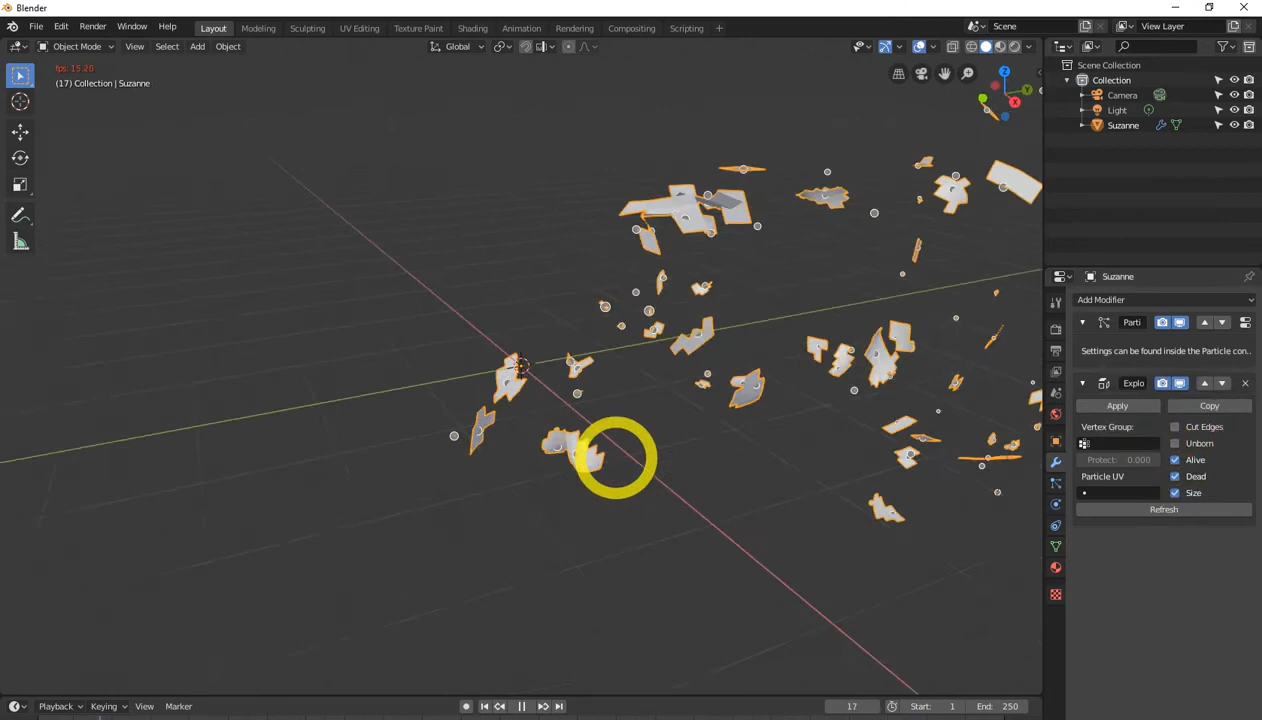 Blender
File Edit Render Window Help Layout Modeling Sculpting UV Editing Texture Paint Shading Animation Rendering Compositing Scripting + Scene View Layer
Object Mode View Select Add Object Global
fps: 15.20
(17) Collection | Suzanne
Z
Y
X
Scene Collection
Collection
Camera
Light
Suzanne
Suzanne
Add Modifier
Parti
Settings can be found inside the Particle con..
Explo
Apply Copy
Vertex Group: Cut Edges
Unborn
Protect: 0.000 Alive
Particle UV Dead
Size
Refresh
Playback Keying View Marker 17 Start: 1 End: 250